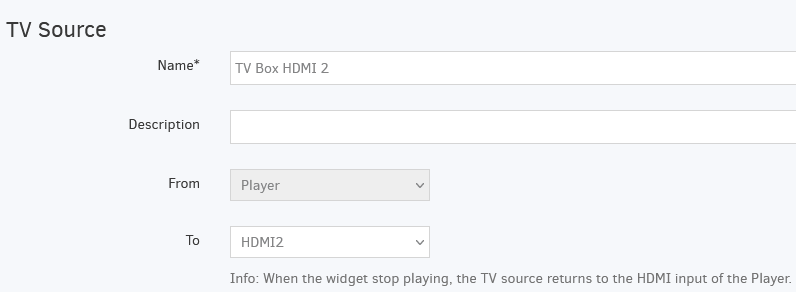 TV Source
Name*
TV Box HDMI 2
Description
From
Player
To
HDMI2
Info: When the widget stop playing, the TV source returns to the HDMI input of the Player.